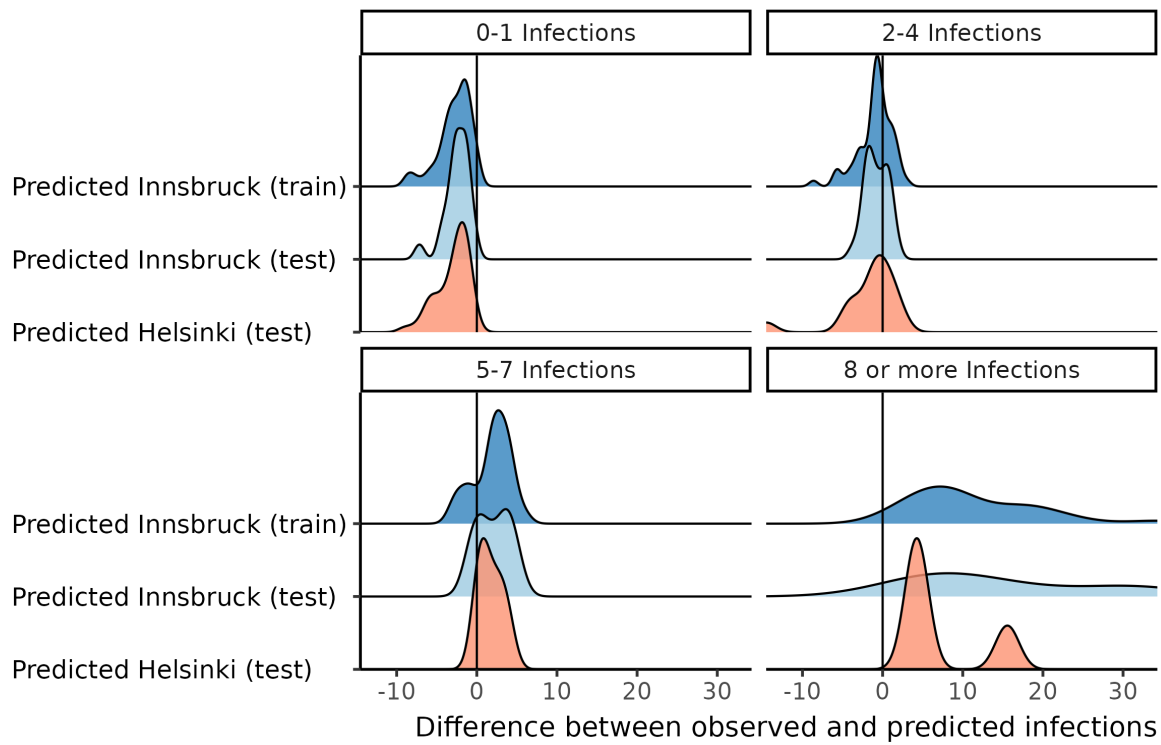 0-1 Infections
2-4 Infections
Predicted Innsbruck (train)
Predicted Innsbruck (test)
Predicted Helsinki (test)
5-7 Infections
8 or more Infections
Predicted Innsbruck (train)
Predicted Innsbruck (test)
Predicted Helsinki (test)
-10 0 10 20 30
-10 0 10 20 30
Difference between observed and predicted infections